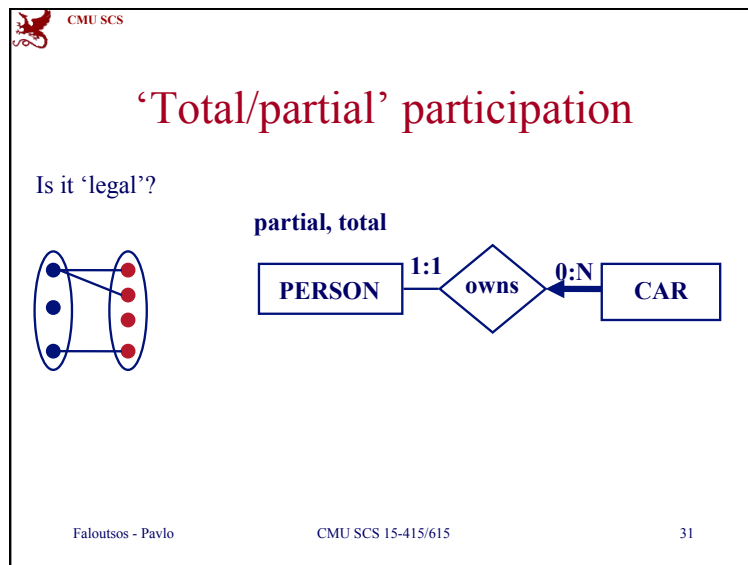 CMU SCS
‘Total/partial’ participation
Is it ‘legal’?
partial, total
PERSON 1:1 owns 0:N CAR
Faloutsos - Pavlo CMU SCS 15-415/615 31